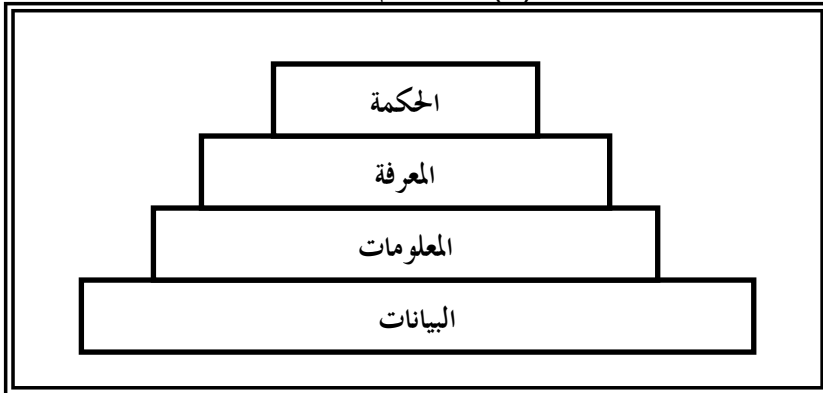 الحكمة
المعرفة
المعلومات
البيانات